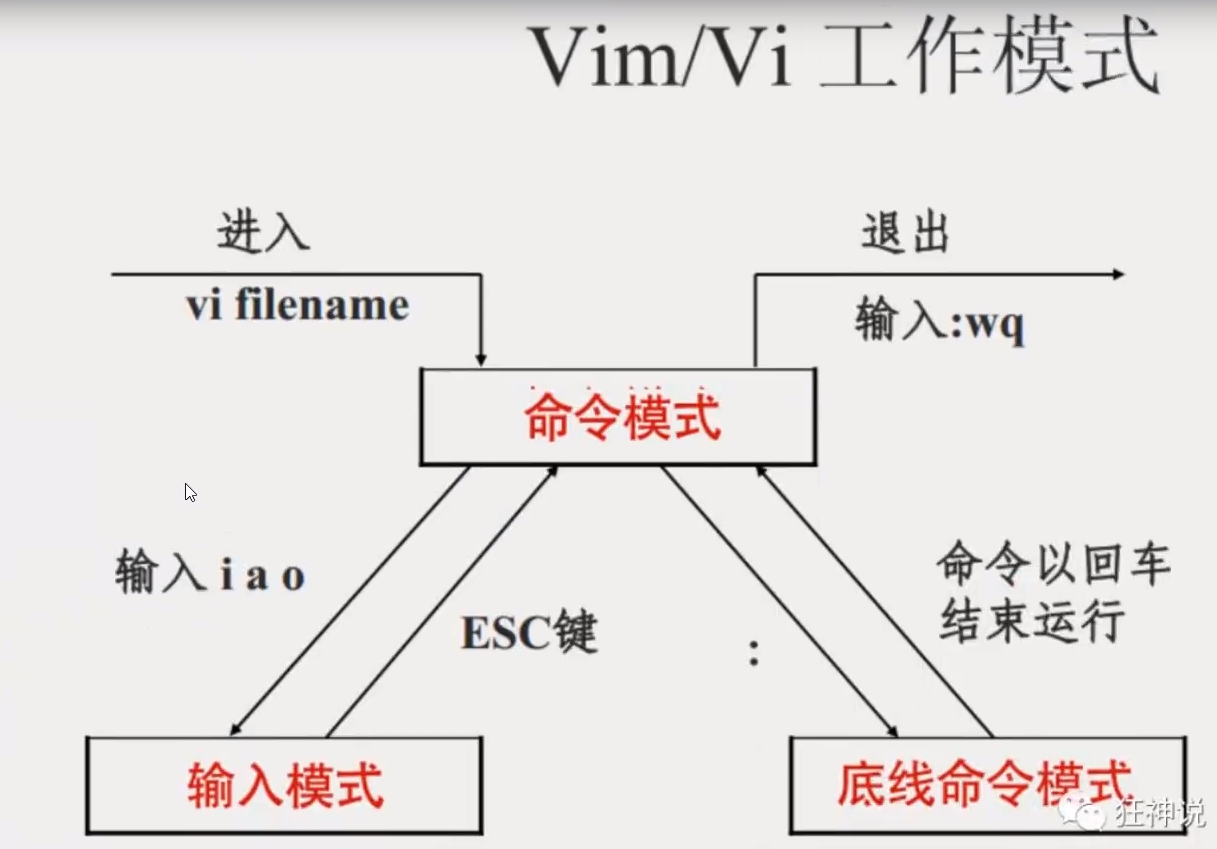 Vim/Vi 工作模式
进入
退出
vi filename
输入:wq
命令模式
输入 i a o
ESC键
:
命令以回车
结束运行
输入模式
底线命令模式
狂神说